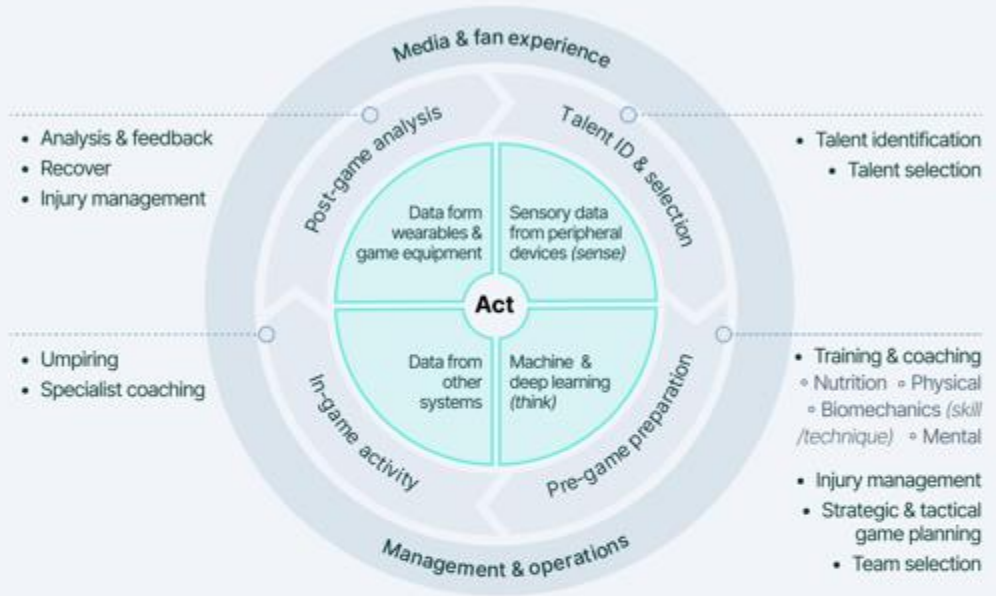 Media & fan experience
Post-game analysis
Talent ID & selection
• Analysis & feedback
• Recover
• Injury management
• Talent identification
• Talent selection
Data form
wearables &
game equipment
Sensory data
from peripheral
devices (sense)
Act
Data from
other
systems
Machine &
deep learning
(think)
• Umpiring
• Specialist coaching
In-game activity
Pre-game preparation
• Training & coaching
◦ Nutrition ◦ Physical
◦ Biomechanics (skill
/technique) ◦ Mental
• Injury management
• Strategic & tactical
game planning
• Team selection
Management & operations